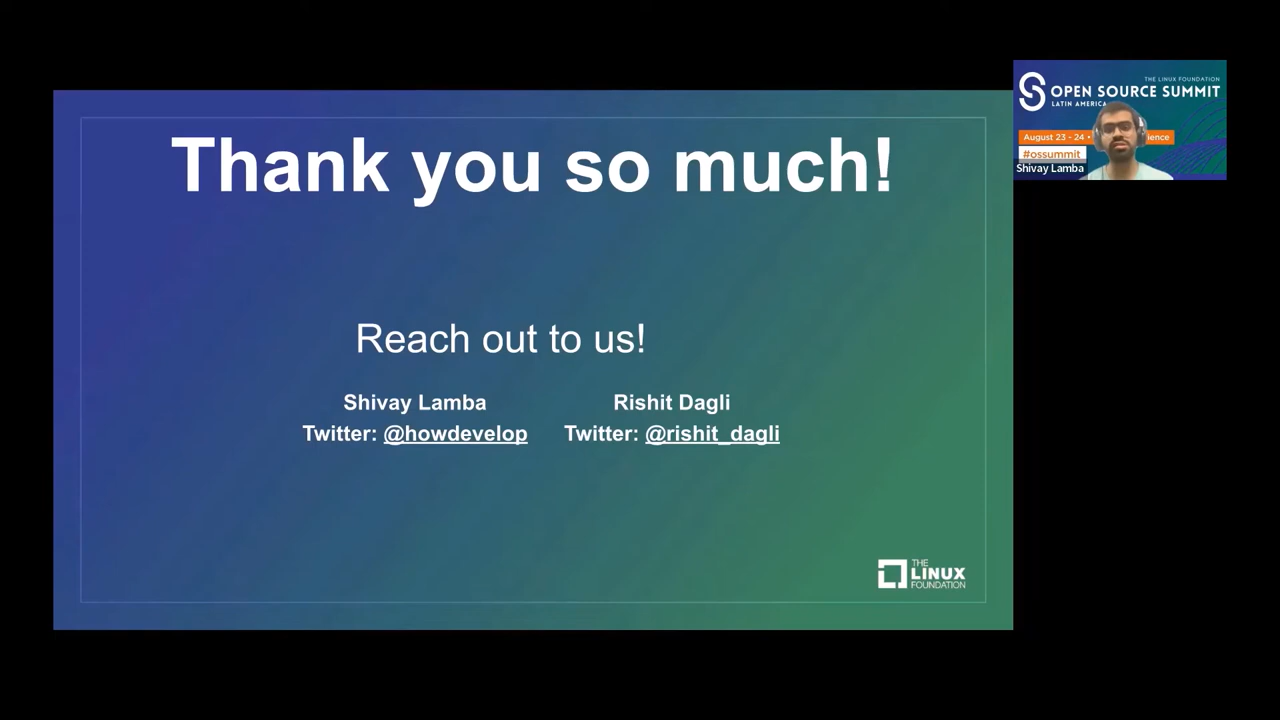 Thank you so much!
Reach out to us!
Shivay Lamba
Twitter: @howdevelop
Rishit Dagli
Twitter: @rishit_dagli
THE
LINUX
FOUNDATION
THE LINUX FOUNDATION
OPEN SOURCE SUMMIT
LATIN AMERICA
August 23 - 24 •
#ossummit
Shivay Lamba